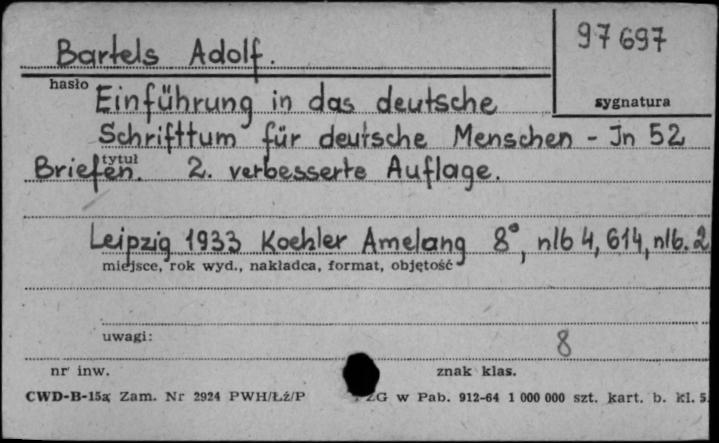 Bartels Adolf.
97697
hasło
sygnatura
Einführung in das deutsche
Schrifttum für deutsche Menschen - Jn 52
tytuł
Briefen. 2. verbesserte Auflage.
Leipzig 1933 Koehler Amelang 8°, nlb 4, 614, nlb. 2
miejsce, rok wyd., nakładca, format, objętość
uwagi:
8
nr inw.
znak klas.
CWD-B-15a Zam. Nr 2924 PWH/Łź/P
ZG w Pab. 912-64 1 000 000 szt. kart. b. kl. 5.